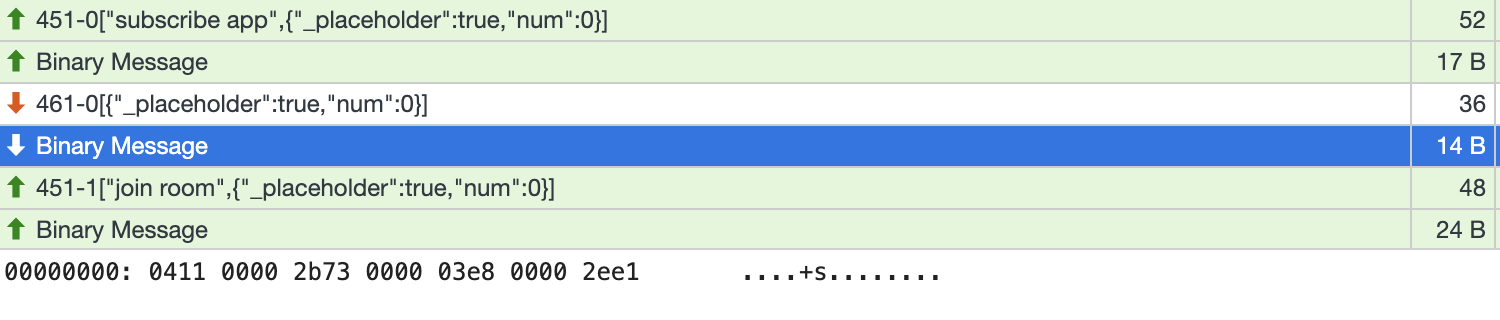 451-0["subscribe app",{"_placeholder":true,"num":0}] 52
Binary Message 17 B
461-0[{"_placeholder":true,"num":0}] 36
Binary Message 14 B
451-1["join room",{"_placeholder":true,"num":0}] 48
Binary Message 24 B
00000000: 0411 0000 2b73 0000 03e8 0000 2ee1 ....+s........